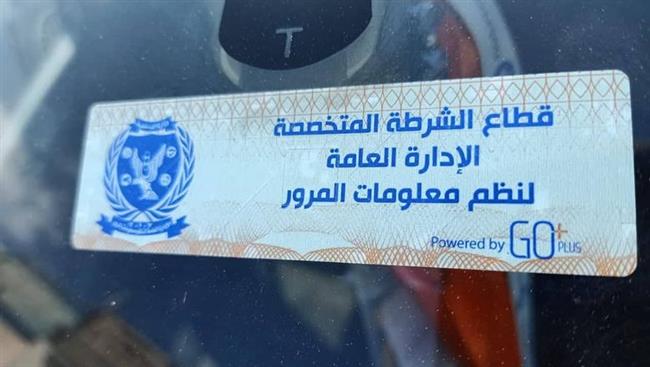 T
قطاع الشرطة المتخصصة
الإدارة العامة
لنظم معلومات المرور
Powered by GO+ PLUS